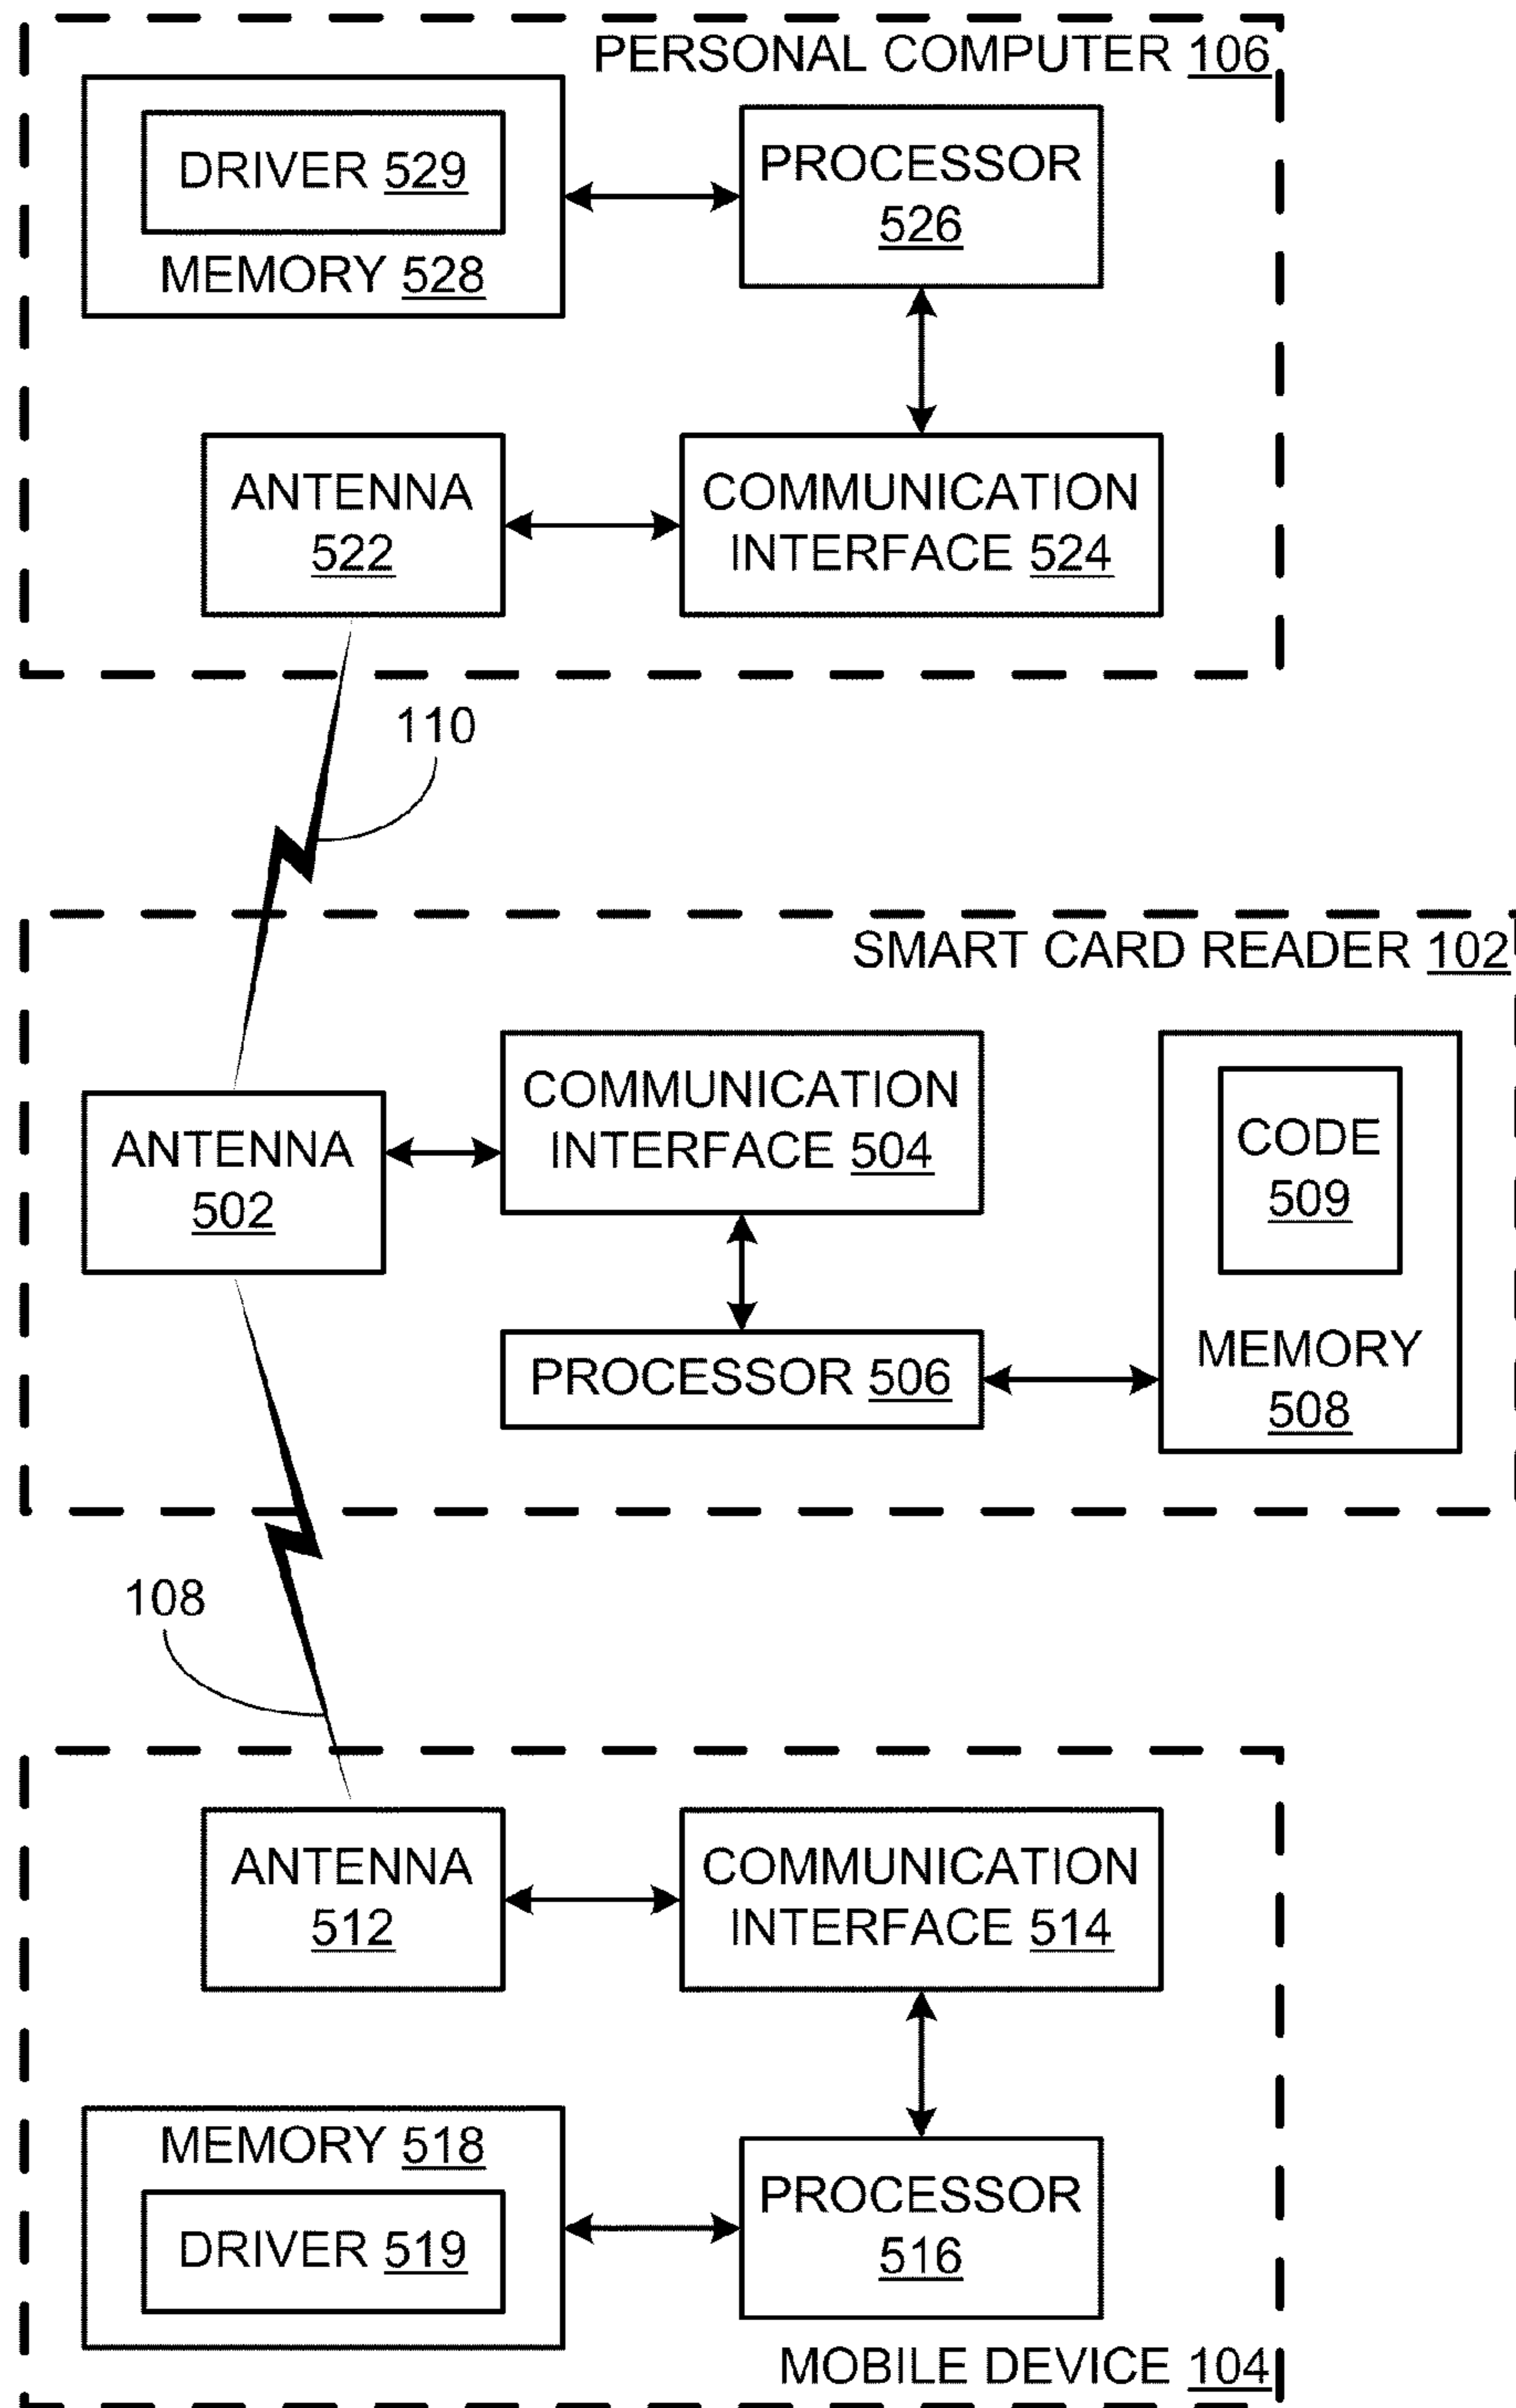 PERSONAL COMPUTER 106
DRIVER 529
MEMORY 528
PROCESSOR
526
ANTENNA
522
COMMUNICATION
INTERFACE 524
110
SMART CARD READER 102
ANTENNA
502
COMMUNICATION
INTERFACE 504
CODE
509
PROCESSOR 506
MEMORY
508
108
ANTENNA
512
COMMUNICATION
INTERFACE 514
MEMORY 518
DRIVER 519
PROCESSOR
516
MOBILE DEVICE 104